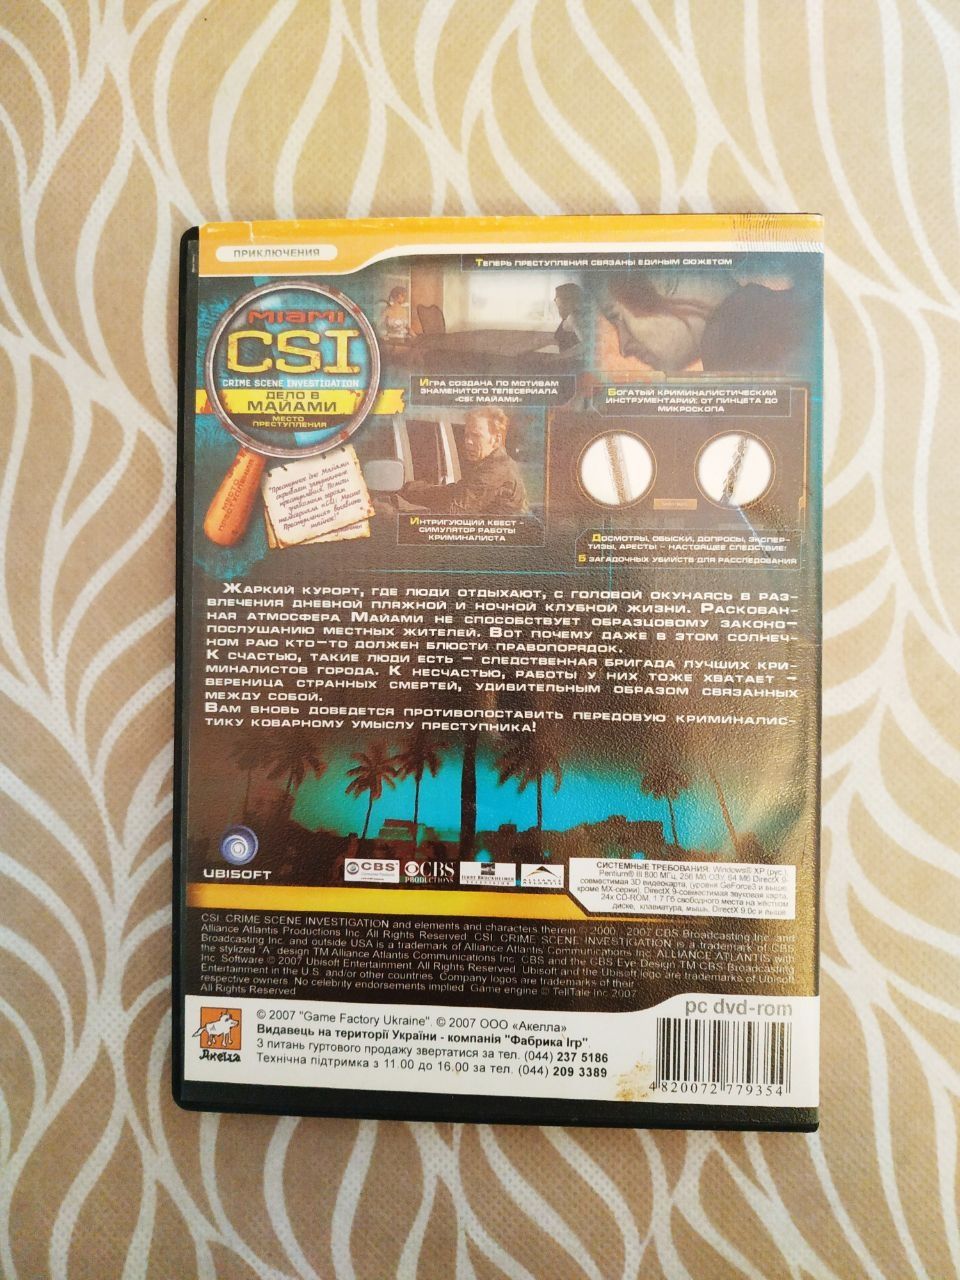 ПРИКЛЮЧЕНИЯ
Теперь преступления связаны единым сюжетом
MIAMI
CSI
CRIME SCENE INVESTIGATION
ДЕЛО В
МАЙАМИ
МЕСТО
ПРЕСТУПЛЕНИЯ
Игра создана по мотивам
знаменитого телесериала
«CSI: Майами»
Богатый криминалистический
инструментарий: от пинцета до
микроскопа
Интригующий квест –
симулятор работы
криминалиста
Досмотры, обыски, допросы, экспер-
тизы, аресты – настоящее следствие!
5 загадочных убийств для расследования
Жаркий курорт, где люди отдыхают, с головой окунаясь в раз-
влечения дневной пляжной и ночной клубной жизни. Раскован-
ная атмосфера Майами не способствует образцовому законо-
послушанию местных жителей. Вот почему даже в этом солнеч-
ном раю кто-то должен блюсти правопорядок.
К счастью, такие люди есть – следственная бригада лучших кри-
миналистов города. К несчастью, работы у них тоже хватает –
вереница странных смертей, удивительным образом связанных
между собой.
Вам вновь доведется противопоставить передовую криминалис-
тику коварному умыслу преступника!
UBISOFT
CBS
CBS
PRODUCTIONS
JERRY BRUCKHEIMER
TELEVISION
ALLIANCE
ATLANTIS
СИСТЕМНЫЕ ТРЕБОВАНИЯ: Windows® XP (рус.),
Pentium® III 800 МГц, 256 Мб ОЗУ, 64 Мб DirectX 9-
совместимая 3D видеокарта, (уровня GeForce3 и выше,
кроме MX-серии), DirectX 9-совместимая звуковая карта,
24x CD-ROM, 1.7 Гб свободного места на жёстком
диске, клавиатура, мышь, DirectX 9.0c и выше
CSI: CRIME SCENE INVESTIGATION and elements and characters therein © 2000 - 2007 CBS Broadcasting Inc. and
Alliance Atlantis Productions Inc. All Rights Reserved. CSI: CRIME SCENE INVESTIGATION is a trademark of CBS
Broadcasting Inc. and outside USA is a trademark of Alliance Atlantis Communications Inc. ALLIANCE ATLANTIS with
the stylized "A" design TM Alliance Atlantis Communications Inc. CBS and the CBS Eye Design TM CBS Broadcasting
Inc. Software © 2007 Ubisoft Entertainment. All Rights Reserved. Ubisoft and the Ubisoft logo are trademarks of Ubisoft
Entertainment in the U.S. and/or other countries. Company logos are trademarks of their
respective owners. No celebrity endorsements implied. Game engine © TellTale Inc 2007
All Rights Reserved
pc dvd-rom
Акелла
© 2007 "Game Factory Ukraine". © 2007 ООО «Акелла»
Видавець на території України - компанія "Фабрика Ігр".
З питань гуртового продажу звертатися за тел. (044) 237 5186
Технічна підтримка з 11.00 до 16.00 за тел. (044) 209 3389
4 820072 779354